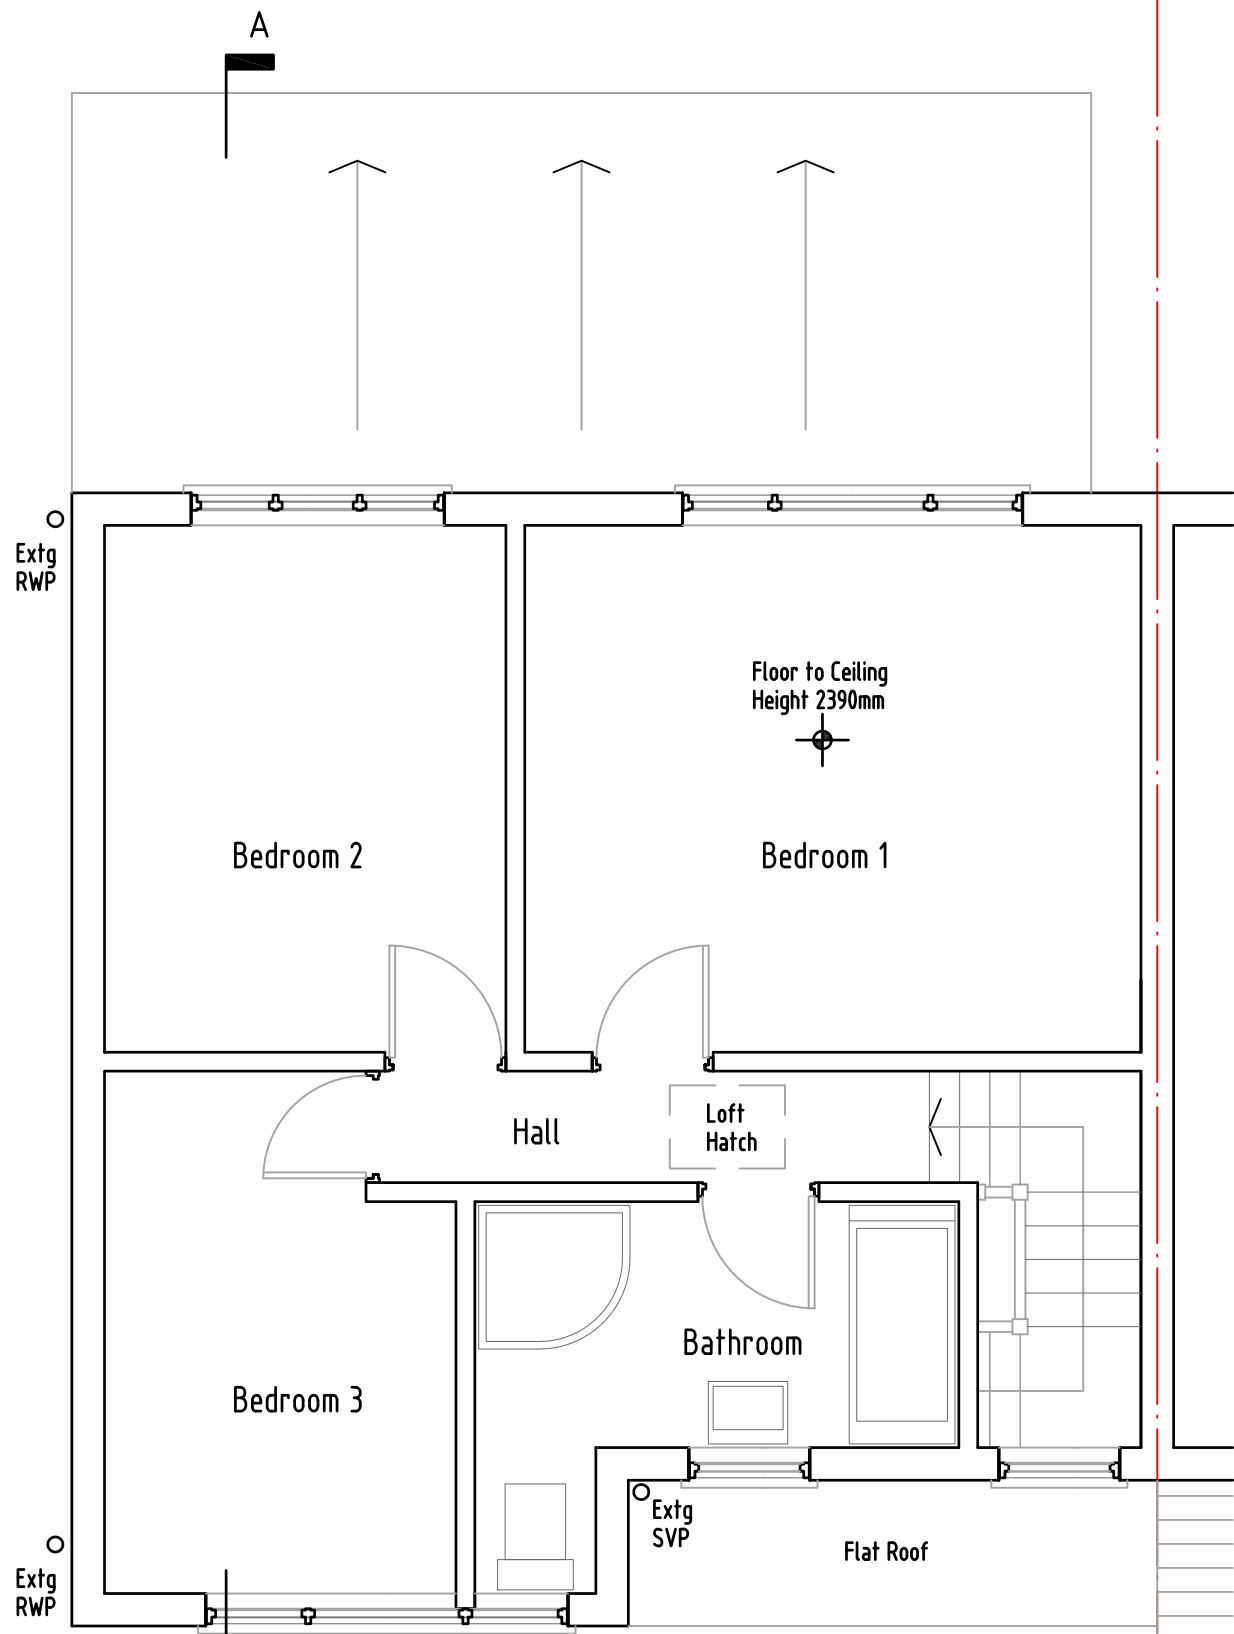 A
Extg
RWP
Floor to Ceiling
Height 2390mm
Bedroom 2
Bedroom 1
Hall
Loft
Hatch
Bathroom
Bedroom 3
Extg
SVP
Flat Roof
Extg
RWP